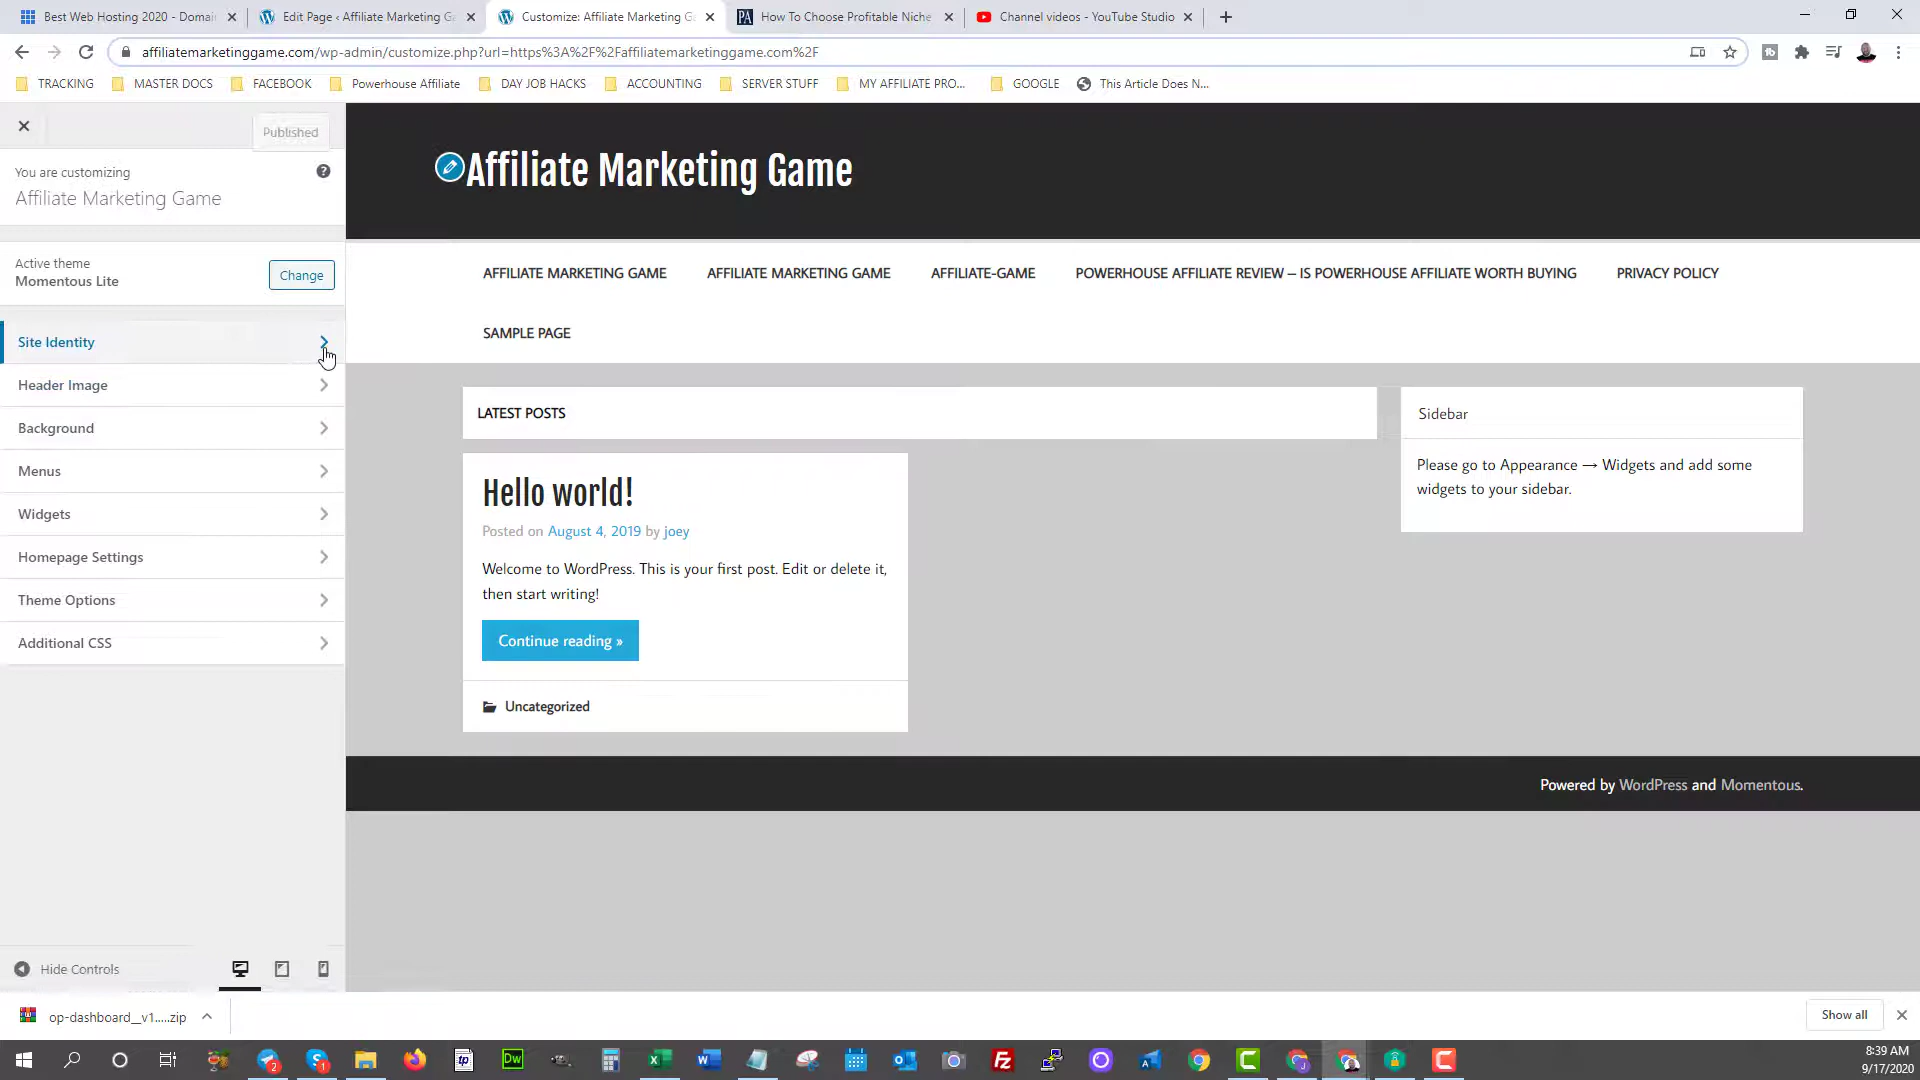 Best Web Hosting 2020 - Domai
Edit Page ‹ Affiliate Marketing Ga
Customize: Affiliate Marketing G
How To Choose Profitable Niche
Channel videos - YouTube Studio
affiliatemarketinggame.com/wp-admin/customize.php?url=https%3A%2F%2Faffiliatemarketinggame.com%2F
TRACKING
MASTER DOCS
FACEBOOK
Powerhouse Affiliate
DAY JOB HACKS
ACCOUNTING
SERVER STUFF
MY AFFILIATE PRO...
GOOGLE
This Article Does N...
Published
You are customizing
Affiliate Marketing Game
Active theme
Momentous Lite
Change
Site Identity
Header Image
Background
Menus
Widgets
Homepage Settings
Theme Options
Additional CSS
Hide Controls
Affiliate Marketing Game
AFFILIATE MARKETING GAME
AFFILIATE MARKETING GAME
AFFILIATE-GAME
POWERHOUSE AFFILIATE REVIEW – IS POWERHOUSE AFFILIATE WORTH BUYING
PRIVACY POLICY
SAMPLE PAGE
LATEST POSTS
Hello world!
Posted on August 4, 2019 by joey
Welcome to WordPress. This is your first post. Edit or delete it,
then start writing!
Continue reading »
Uncategorized
Sidebar
Please go to Appearance → Widgets and add some
widgets to your sidebar.
Powered by WordPress and Momentous.
op-dashboard__v1.....zip
Show all
8:39 AM
9/17/2020